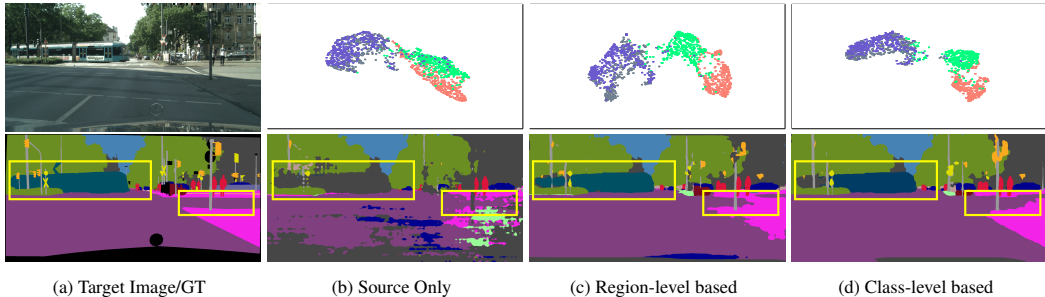 (a) Target Image/GT
(b) Source Only
(c) Region-level based
(d) Class-level based